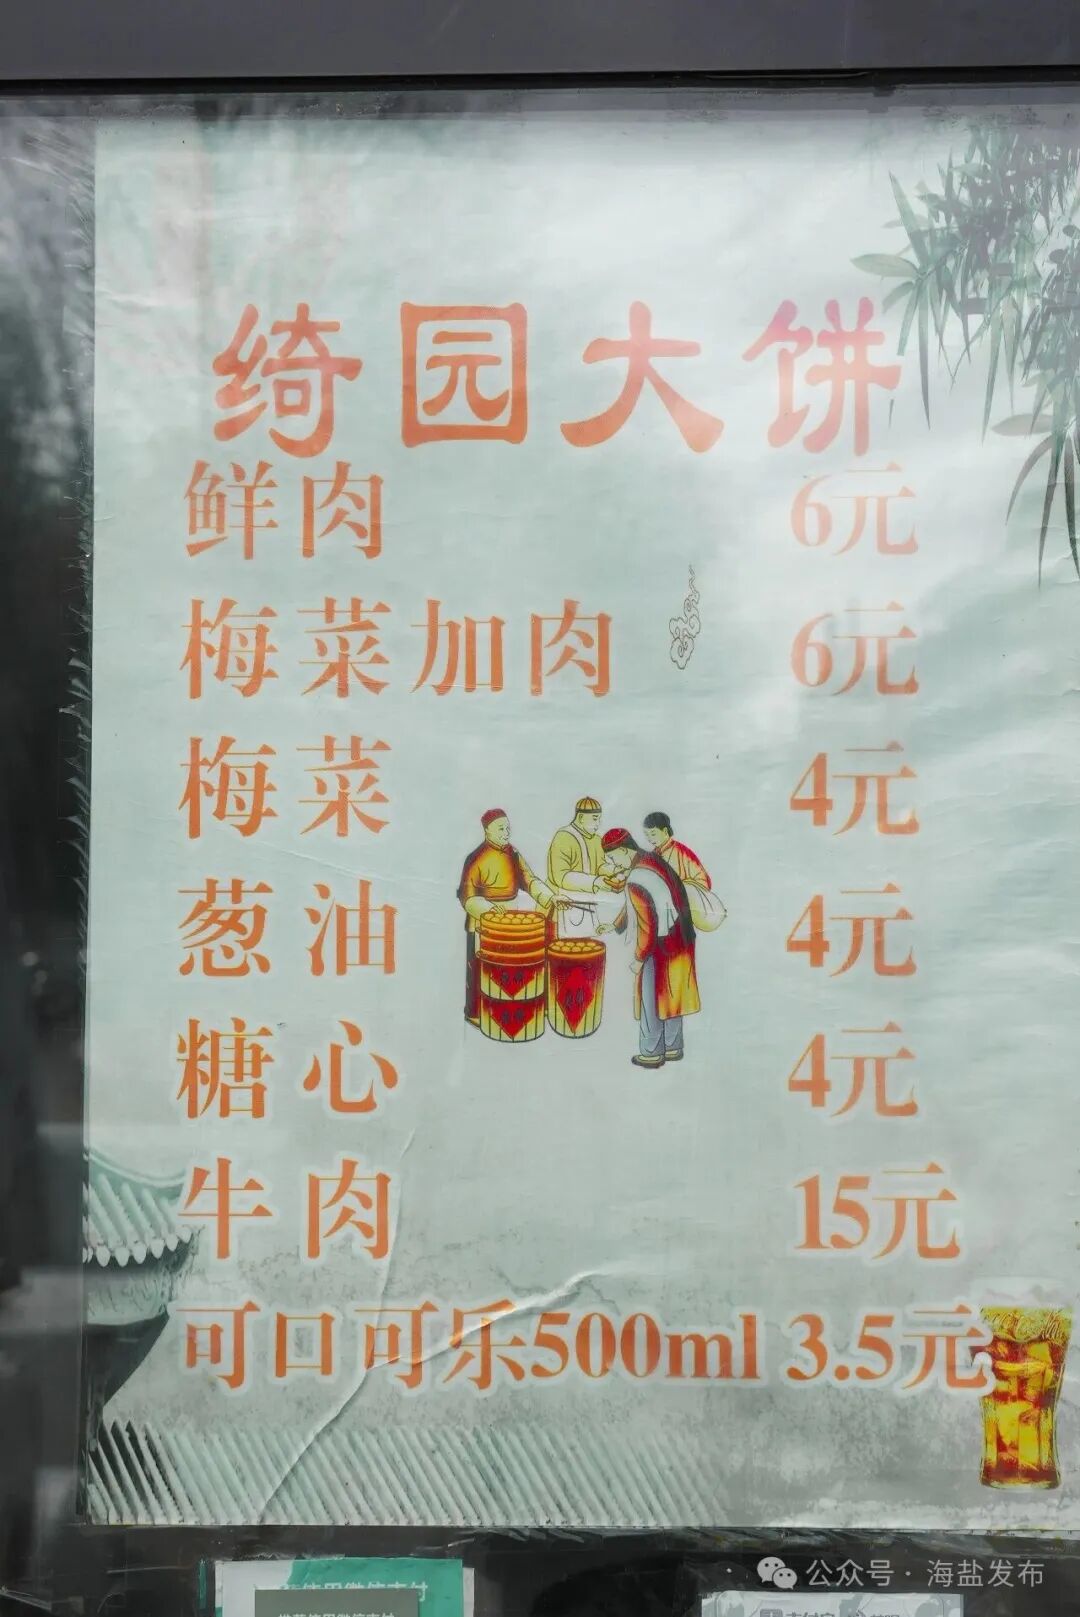 绮园大饼
鲜肉 6元
梅菜加肉 6元
梅菜 4元
葱油 4元
糖心 4元
牛肉 15元
可口可乐500ml 3.5元
公众号·海盐发布